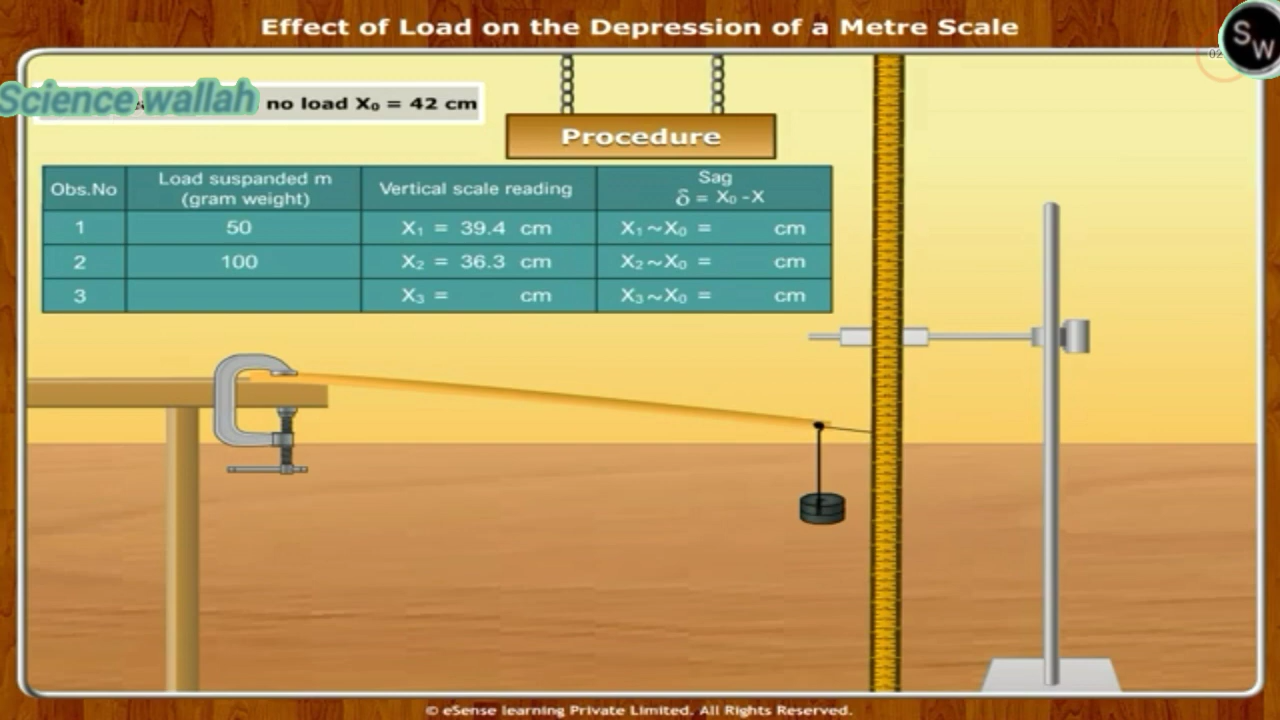 Effect of Load on the Depression of a Metre Scale
SW
02
Science wallah
no load X₀ = 42 cm
Procedure
Obs.No
Load suspanded m
(gram weight)
Vertical scale reading
Sag
δ = X₀ -X
1
50
X₁ = 39.4 cm
X₁~X₀ = cm
2
100
X₂ = 36.3 cm
X₂~X₀ = cm
3
X₃ = cm
X₃~X₀ = cm
© eSense learning Private Limited. All Rights Reserved.